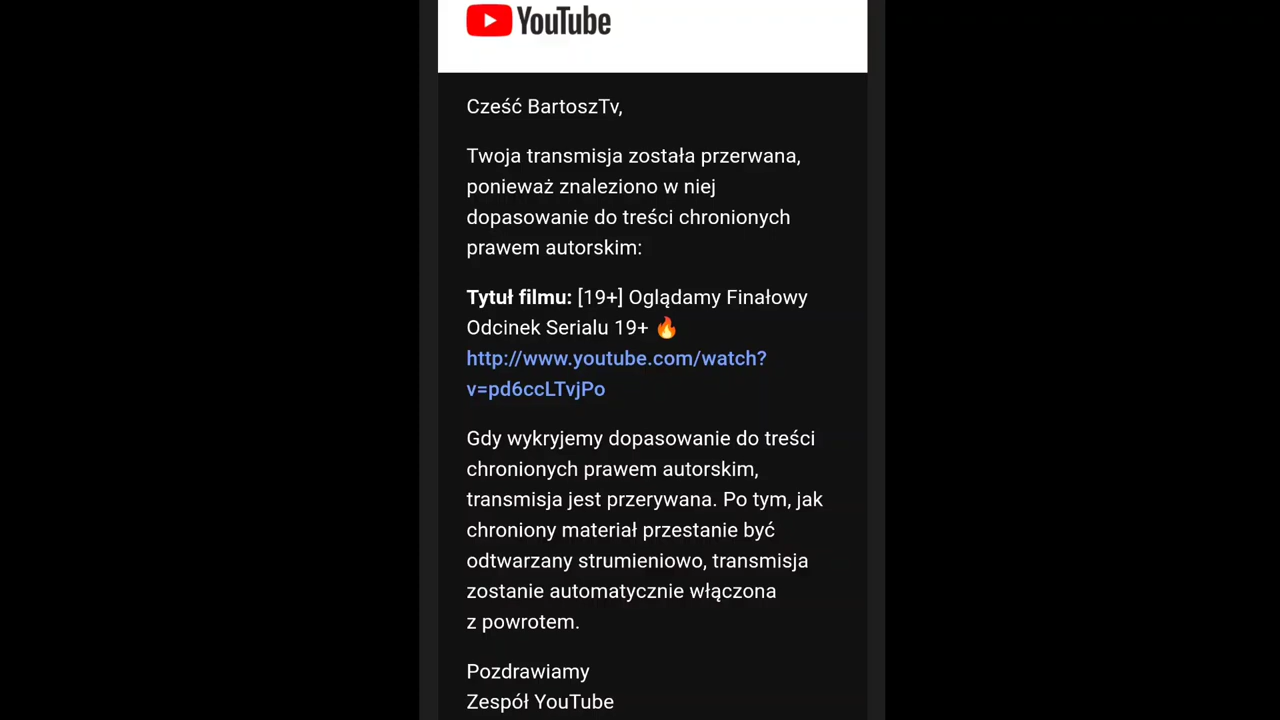 YouTube
Cześć BartoszTv,
Twoja transmisja została przerwana,
ponieważ znaleziono w niej
dopasowanie do treści chronionych
prawem autorskim:
Tytuł filmu: [19+] Oglądamy Finałowy
Odcinek Serialu 19+ 🔥
http://www.youtube.com/watch?
v=pd6ccLTvjPo
Gdy wykryjemy dopasowanie do treści
chronionych prawem autorskim,
transmisja jest przerywana. Po tym, jak
chroniony materiał przestanie być
odtwarzany strumieniowo, transmisja
zostanie automatycznie włączona
z powrotem.
Pozdrawiamy
Zespół YouTube